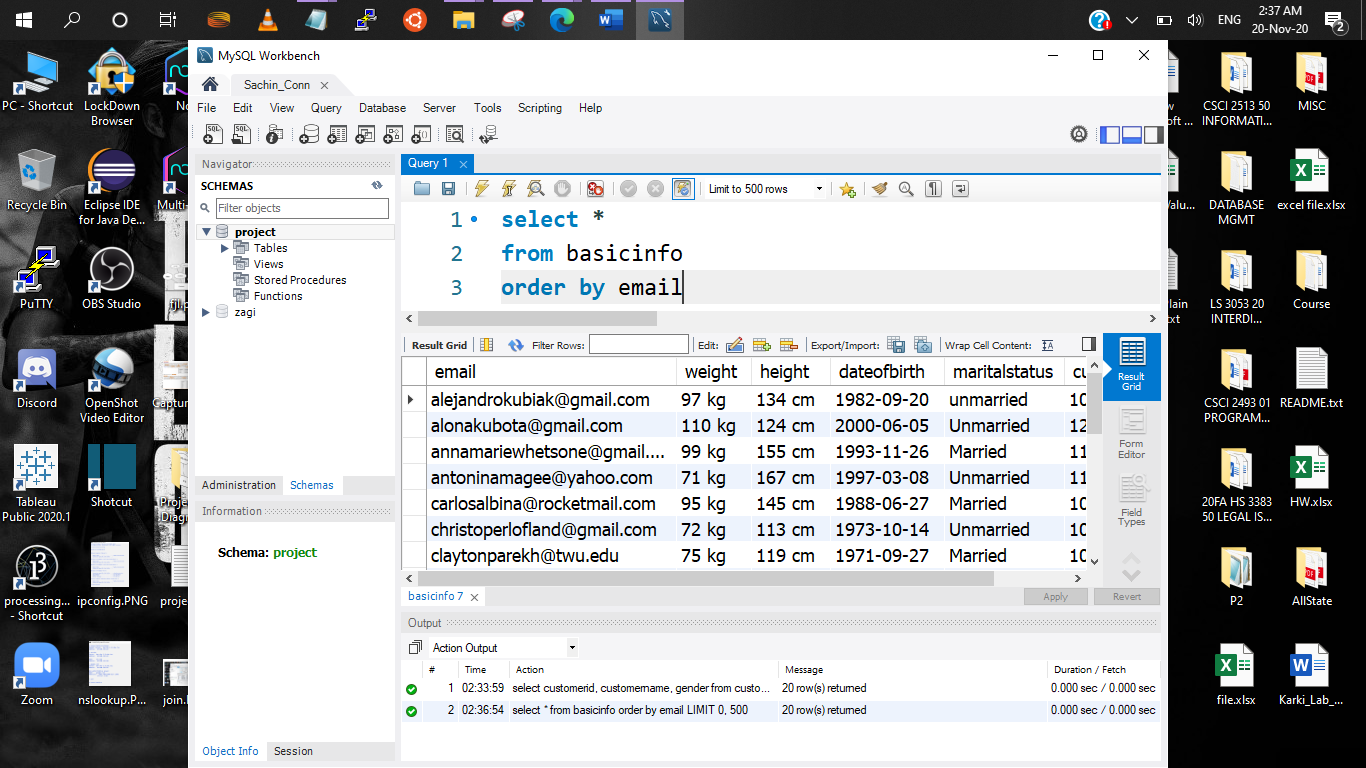 ENG
2:37 AM
20-Nov-20
2
PC - Shortcut
LockDown
Browser
Recycle Bin
Eclipse IDE
for Java De...
Multi-
PuTTY
OBS Studio
Discord
OpenShot
Video Editor
Captur
Tableau
Public 2020.1
Shotcut
Project
Diagr
processing...
- Shortcut
ipconfig.PNG
proje
Zoom
nslookup.P...
join.
MySQL Workbench
Sachin_Conn
File Edit View Query Database Server Tools Scripting Help
Navigator
SCHEMAS
Filter objects
project
Tables
Views
Stored Procedures
Functions
zagi
Administration Schemas
Information
Schema: project
Object Info Session
Query 1
Limit to 500 rows
1 select *
2 from basicinfo
3 order by email
Result Grid Filter Rows: Edit: Export/Import: Wrap Cell Content:
email weight height dateofbirth maritalstatus cu
alejandrokubiak@gmail.com 97 kg 134 cm 1982-09-20 unmarried 10
alonakubota@gmail.com 110 kg 124 cm 2000-06-05 Unmarried 12
annamariewhetsone@gmail.... 99 kg 155 cm 1993-11-26 Married 11
antoninamagee@yahoo.com 71 kg 167 cm 1997-03-08 Unmarried 11
carlosalbina@rocketmail.com 95 kg 145 cm 1988-06-27 Married 10
christoperlofland@gmail.com 72 kg 113 cm 1973-10-14 Unmarried 10
claytonparekh@twu.edu 75 kg 119 cm 1971-09-27 Married 10
Result
Grid
Form
Editor
Field
Types
basicinfo 7
Apply Revert
Output
Action Output
# Time Action Message Duration / Fetch
1 02:33:59 select customerid, customername, gender from custo... 20 row(s) returned 0.000 sec / 0.000 sec
2 02:36:54 select * from basicinfo order by email LIMIT 0, 500 20 row(s) returned 0.000 sec / 0.000 sec
CSCI 2513 50
INFORMATI...
MISC
DATABASE
MGMT
excel file.xlsx
LS 3053 20
INTERDI...
Course
CSCI 2493 01
PROGRAM...
README.txt
20FA HS 3383
50 LEGAL IS...
HW.xlsx
P2
AllState
file.xlsx
Karki_Lab_...